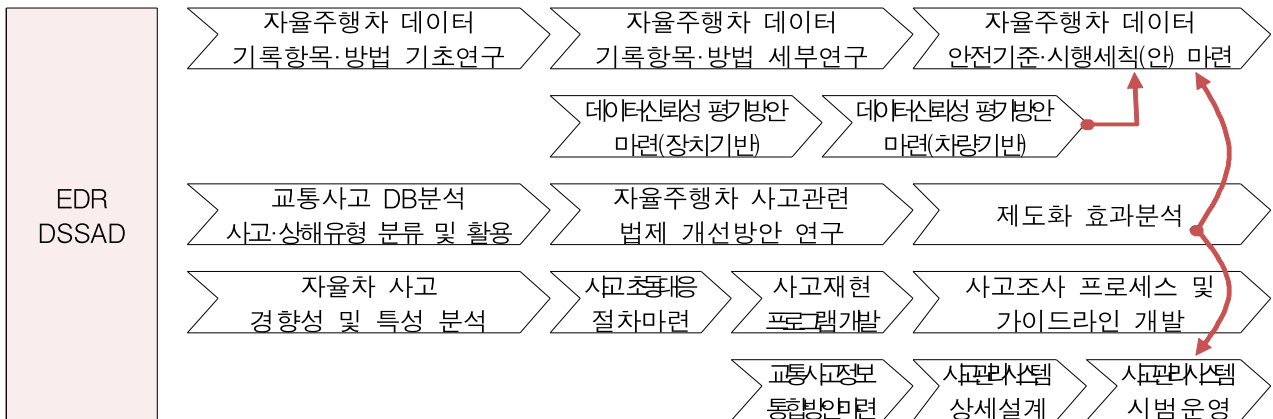 EDR
DSSAD
자율주행차 데이터
기록항목·방법 기초연구
자율주행차 데이터
기록항목·방법 세부연구
자율주행차 데이터
안전기준·시행세칙(안) 마련
데이터신뢰성 평가방안
마련(장치기반)
데이터신뢰성 평가방안
마련(차량기반)
교통사고 DB분석
사고·상해유형 분류 및 활용
자율주행차 사고관련
법제 개선방안 연구
제도화 효과분석
자율차 사고
경향성 및 특성 분석
사고초동대응
절차마련
사고재현
프로그램개발
사고조사 프로세스 및
가이드라인 개발
교통사고정보
통합방안마련
사고관리시스템
상세설계
사고관리시스템
시범운영